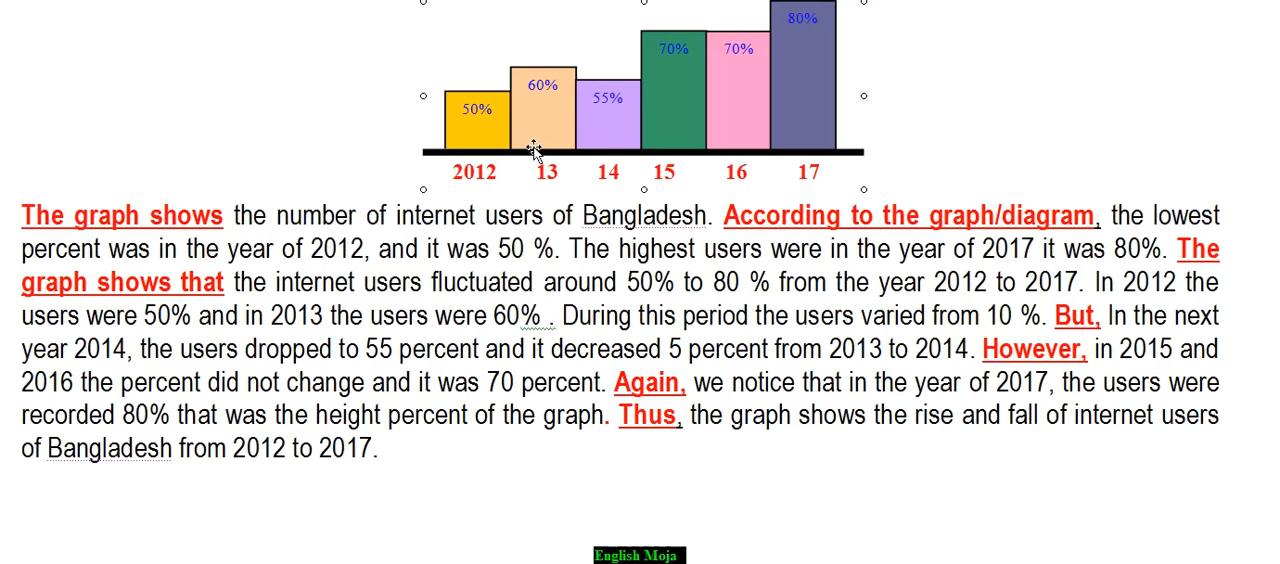 80%
70% 70%
60%
55%
50%
2012 13 14 15 16 17
The graph shows the number of internet users of Bangladesh. According to the graph/diagram, the lowest
percent was in the year of 2012, and it was 50 %. The highest users were in the year of 2017 it was 80%. The
graph shows that the internet users fluctuated around 50% to 80 % from the year 2012 to 2017. In 2012 the
users were 50% and in 2013 the users were 60% . During this period the users varied from 10 %. But, In the next
year 2014, the users dropped to 55 percent and it decreased 5 percent from 2013 to 2014. However, in 2015 and
2016 the percent did not change and it was 70 percent. Again, we notice that in the year of 2017, the users were
recorded 80% that was the height percent of the graph. Thus, the graph shows the rise and fall of internet users
of Bangladesh from 2012 to 2017.
English Moja